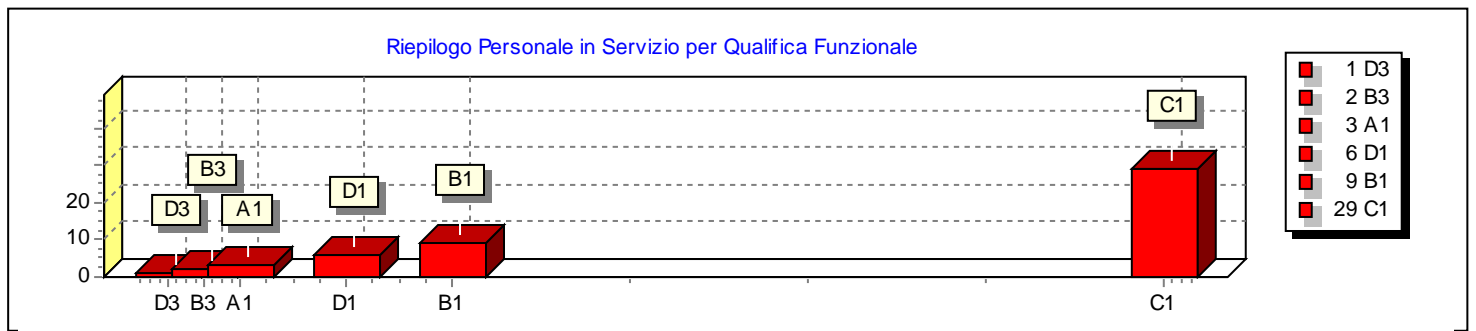 Riepilogo Personale in Servizio per Qualifica Funzionale
C1
B3
D1
B1
D3
A1
20
10
0
D3 B3 A1 D1 B1 C1
1 D3
2 B3
3 A1
6 D1
9 B1
29 C1